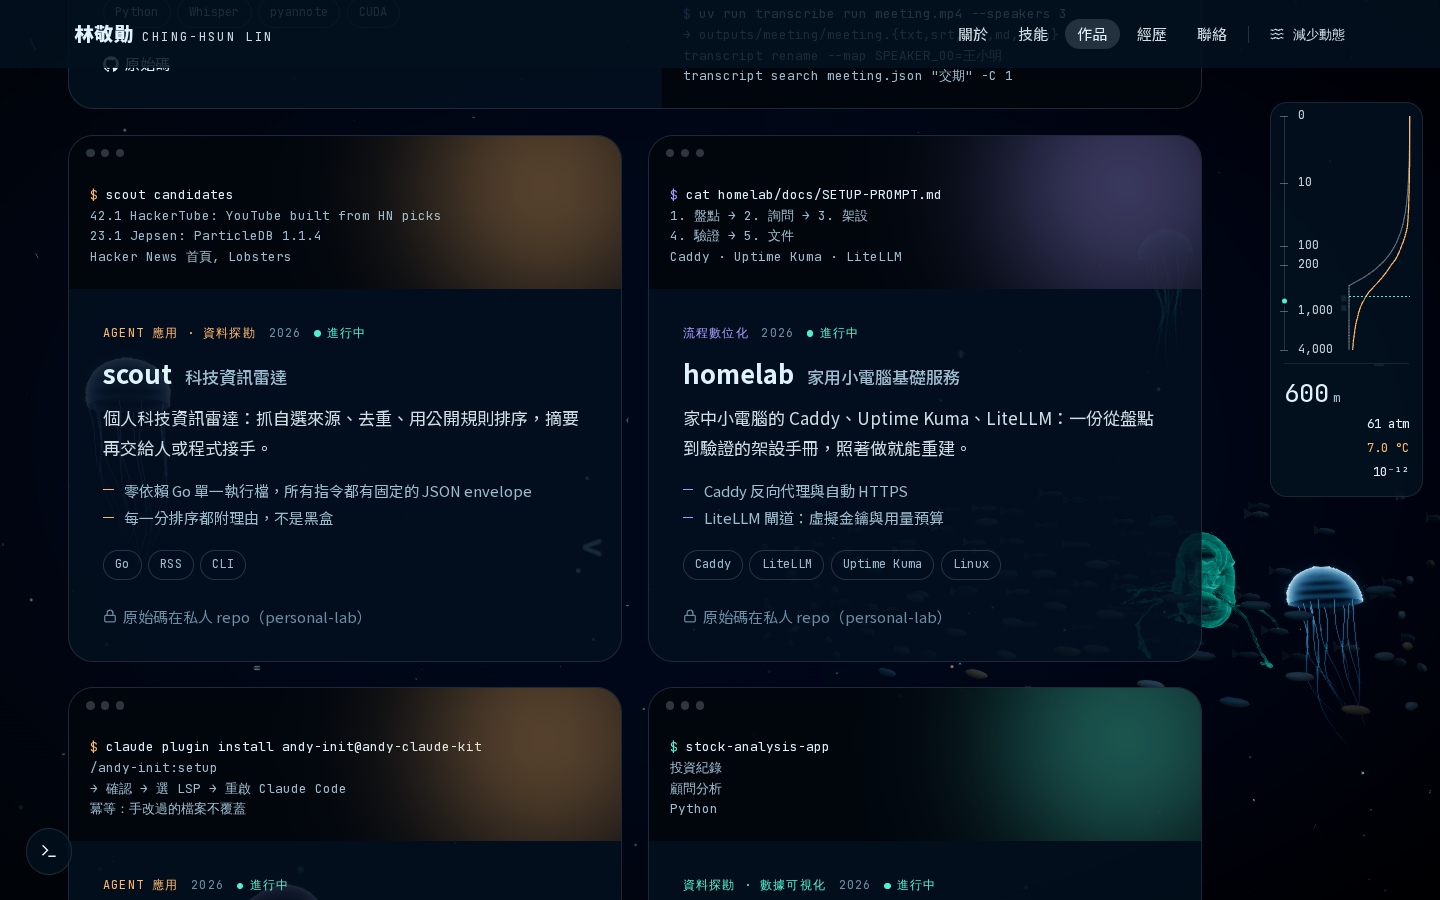 Python Whisper pyannote CUDA
$ uv run transcribe run meeting.mp4 --speakers 3
林敬勛 CHING-HSUN LIN
關於 技能 作品 經歷 聯絡 減少動態
transcript rename --map SPEAKER_00=王小明
原始碼
transcript search meeting.json "交期" -C 1
$ scout candidates
42.1 HackerTube: YouTube built from HN picks
23.1 Jepsen: ParticleDB 1.1.4
Hacker News 首頁, Lobsters
AGENT 應用 · 資料探勘 2026 進行中
scout 科技資訊雷達
個人科技資訊雷達：抓自選來源、去重、用公開規則排序，摘要
再交給人或程式接手。
零依賴 Go 單一執行檔，所有指令都有固定的 JSON envelope
每一分排序都附理由，不是黑盒
Go RSS CLI
原始碼在私人 repo（personal-lab）
$ cat homelab/docs/SETUP-PROMPT.md
1. 盤點 → 2. 詢問 → 3. 架設
4. 驗證 → 5. 文件
Caddy · Uptime Kuma · LiteLLM
流程數位化 2026 進行中
homelab 家用小電腦基礎服務
家中小電腦的 Caddy、Uptime Kuma、LiteLLM：一份從盤點
到驗證的架設手冊，照著做就能重建。
Caddy 反向代理與自動 HTTPS
LiteLLM 閘道：虛擬金鑰與用量預算
Caddy LiteLLM Uptime Kuma Linux
原始碼在私人 repo（personal-lab）
$ claude plugin install andy-init@andy-claude-kit
/andy-init:setup
→ 確認 → 選 LSP → 重啟 Claude Code
冪等：手改過的檔案不覆蓋
AGENT 應用 2026 進行中
$ stock-analysis-app
投資紀錄
顧問分析
Python
資料探勘 · 數據可視化 2026 進行中
0
10
100
200
1,000
4,000
600 m
61 atm
7.0 °C
10⁻¹²